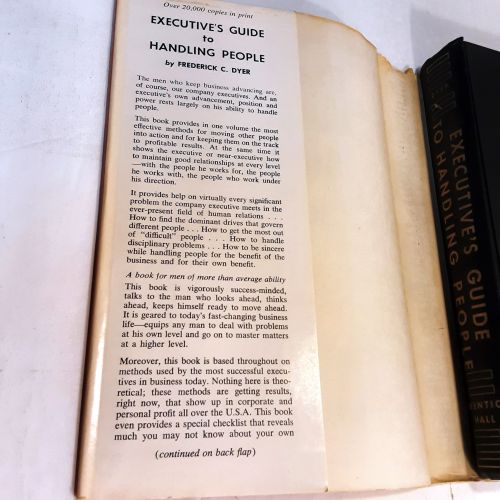 Over 20,000 copies in print
EXECUTIVE'S GUIDE
to
HANDLING PEOPLE
by FREDERICK C. DYER
The men who keep business advancing are,
of course, our company executives. And an
executive's own advancement, position and
power rests largely on his ability to handle
people.
This book provides in one volume the most
effective methods for moving other people
into action and for keeping them on the track
to profitable results. At the same time it
shows the executive or near-executive how
to maintain good relationships at every level
—with the people he works for, the people
he works with, the people who work under
his direction.
It provides help on virtually every significant
problem the company executive meets in the
ever-present field of human relations . . .
How to find the dominant drives that govern
different people . . . How to get the most out
of "difficult" people . . . How to handle
disciplinary problems . . . How to be sincere
while handling people for the benefit of the
business and for their own benefit.
A book for men of more than average ability
This book is vigorously success-minded,
talks to the man who looks ahead, thinks
ahead, keeps himself ready to move ahead.
It is geared to today's fast-changing business
life—equips any man to deal with problems
at his own level and go on to master matters
at a higher level.
Moreover, this book is based throughout on
methods used by the most successful execu-
tives in business today. Nothing here is theo-
retical; these methods are getting results,
right now, that show up in corporate and
personal profit all over the U.S.A. This book
even provides a special checklist that reveals
much you may not know about your own
(continued on back flap)
EXECUTIVE'S GUIDE
TO HANDLING PEOPLE
HALL